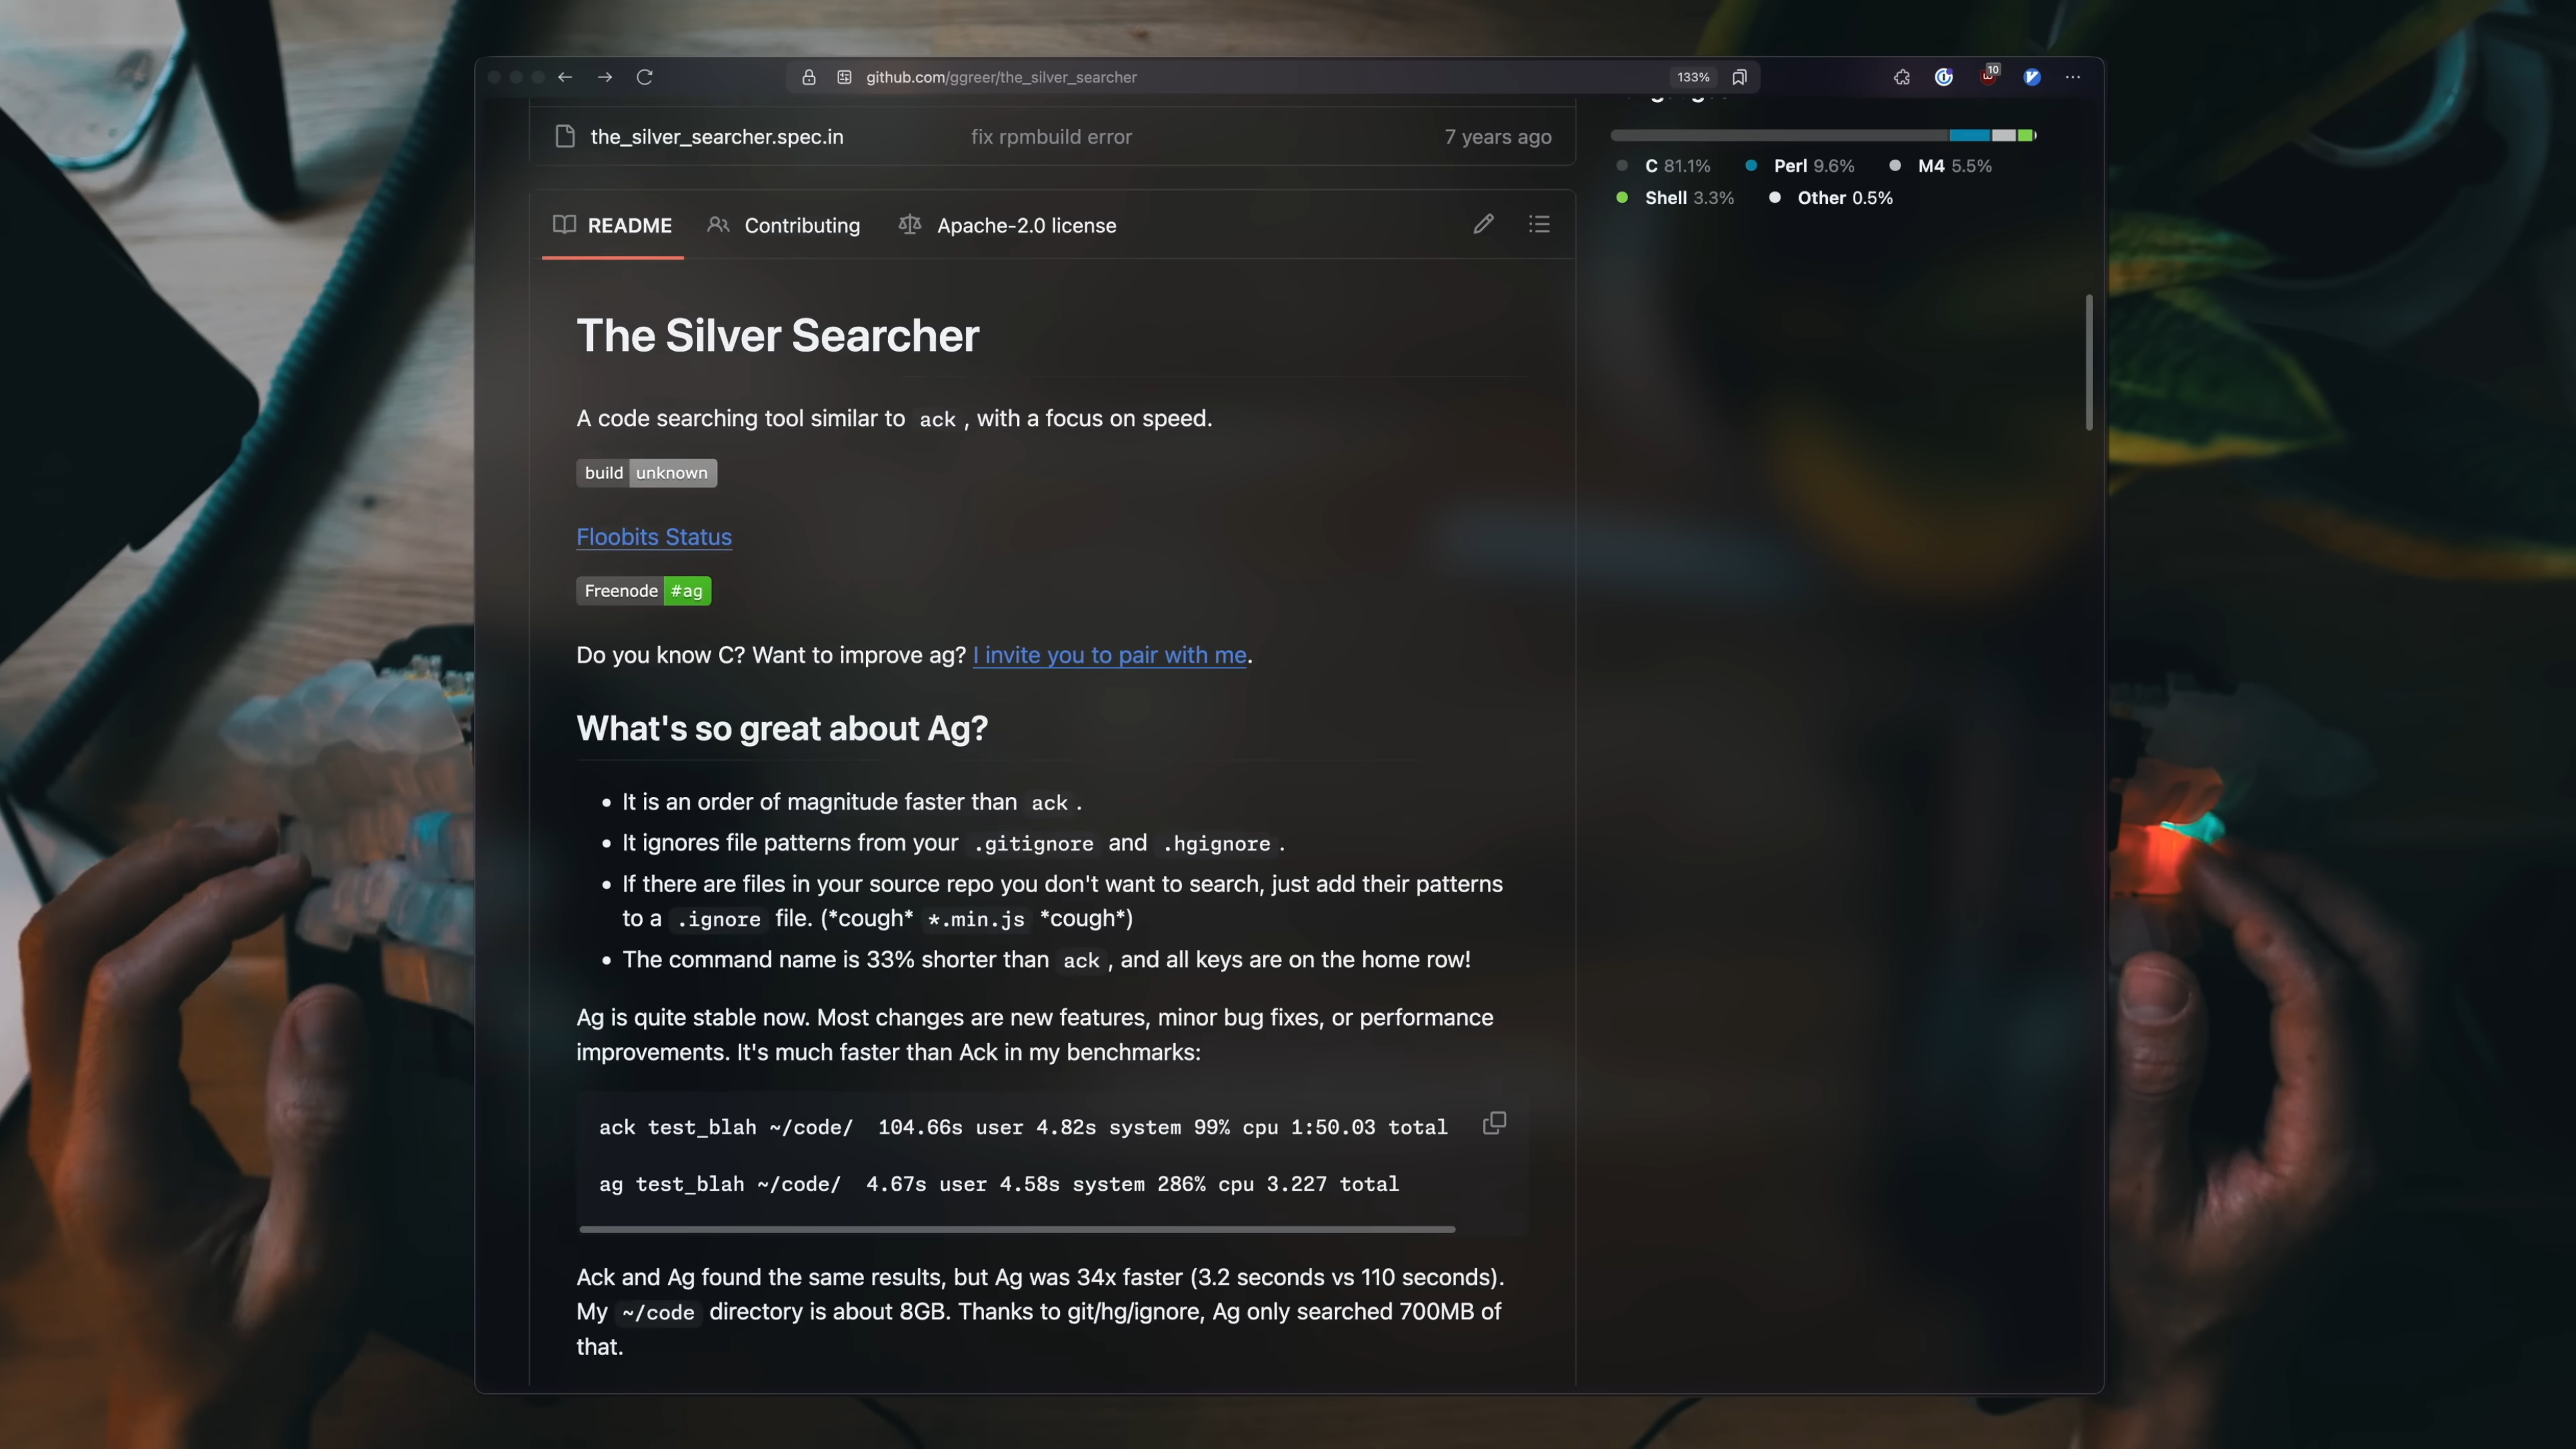 github.com/ggreer/the_silver_searcher
133%
10
the_silver_searcher.spec.in fix rpmbuild error 7 years ago
C 81.1% Perl 9.6% M4 5.5%
Shell 3.3% Other 0.5%
README Contributing Apache-2.0 license
The Silver Searcher
A code searching tool similar to ack , with a focus on speed.
build unknown
Floobits Status
Freenode #ag
Do you know C? Want to improve ag? I invite you to pair with me.
What's so great about Ag?
• It is an order of magnitude faster than ack .
• It ignores file patterns from your .gitignore and .hgignore .
• If there are files in your source repo you don't want to search, just add their patterns
to a .ignore file. (*cough* *.min.js *cough*)
• The command name is 33% shorter than ack , and all keys are on the home row!
Ag is quite stable now. Most changes are new features, minor bug fixes, or performance
improvements. It's much faster than Ack in my benchmarks:
ack test_blah ~/code/  104.66s user 4.82s system 99% cpu 1:50.03 total
ag test_blah ~/code/  4.67s user 4.58s system 286% cpu 3.227 total
Ack and Ag found the same results, but Ag was 34x faster (3.2 seconds vs 110 seconds).
My ~/code directory is about 8GB. Thanks to git/hg/ignore, Ag only searched 700MB of
that.